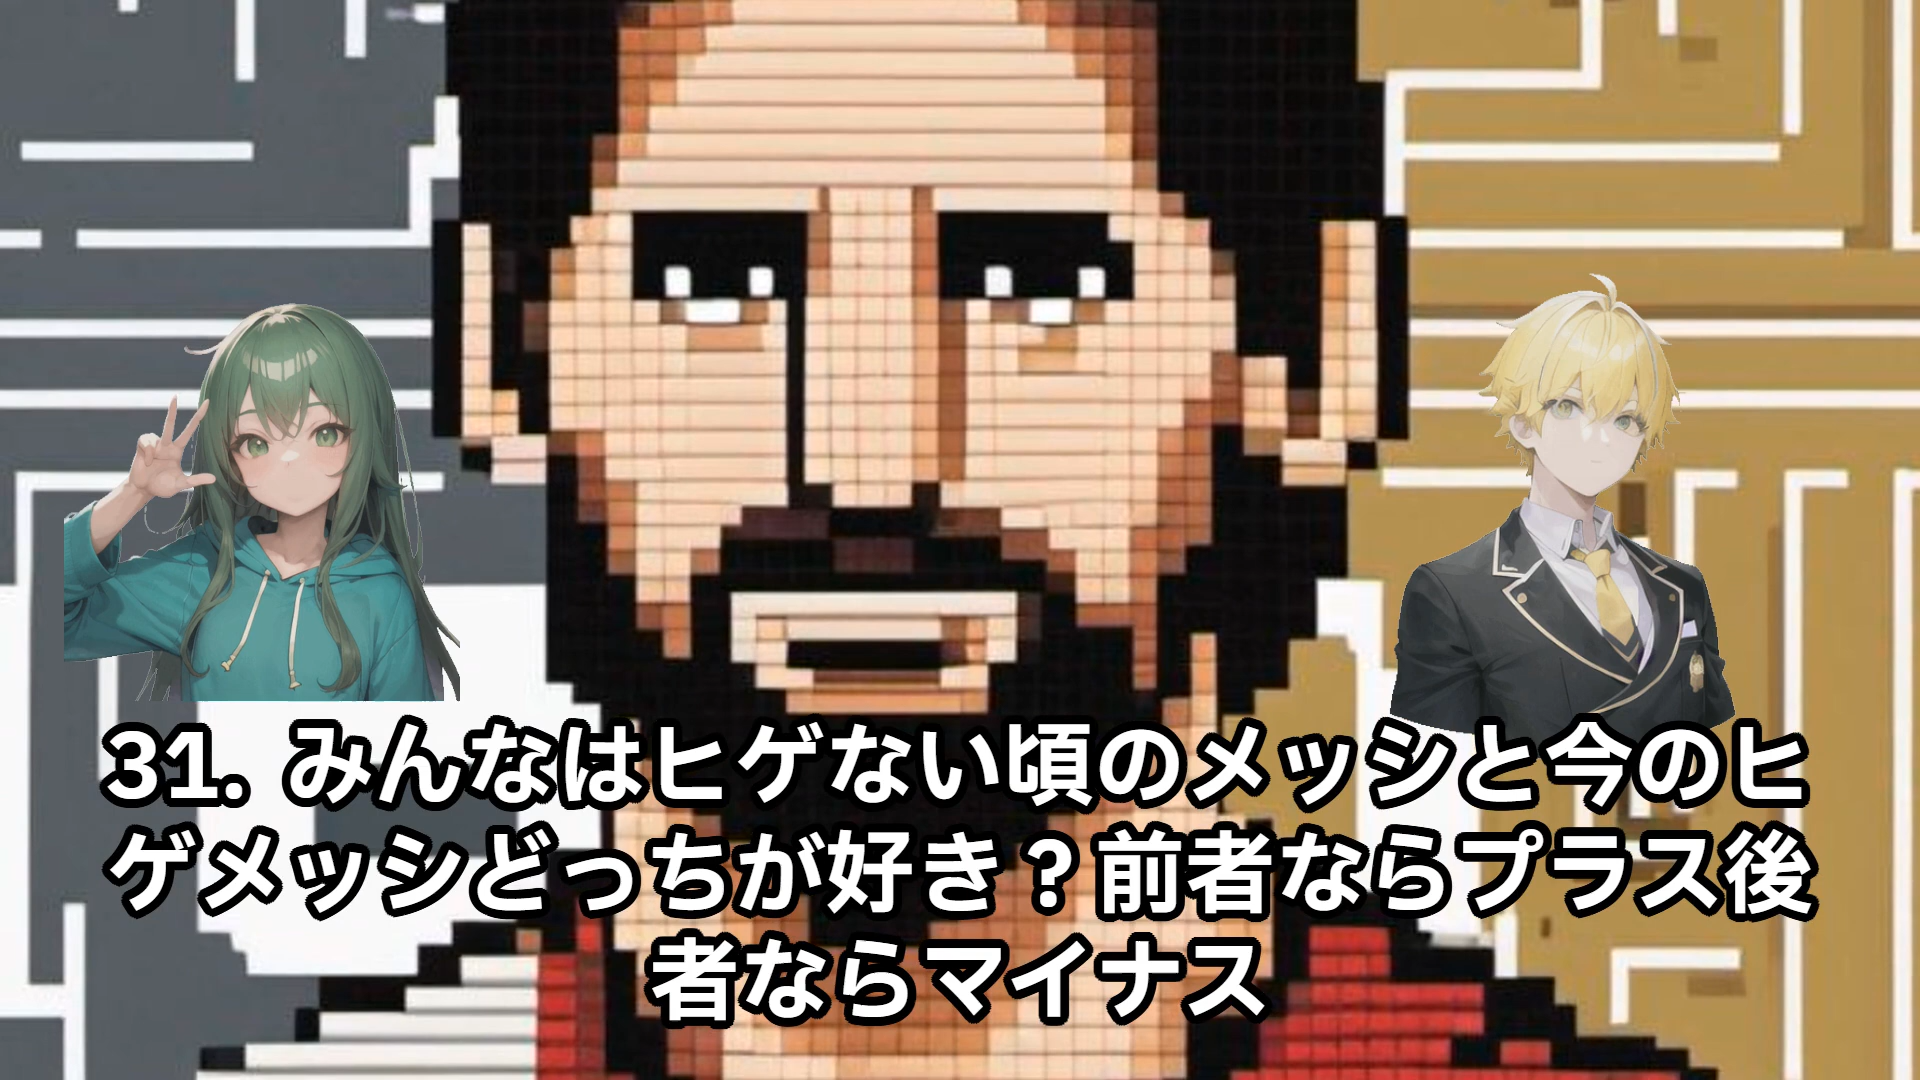 31. みんなはヒゲない頃のメッシと今のヒ
ゲメッシどっちが好き？前者ならプラス後
者ならマイナス